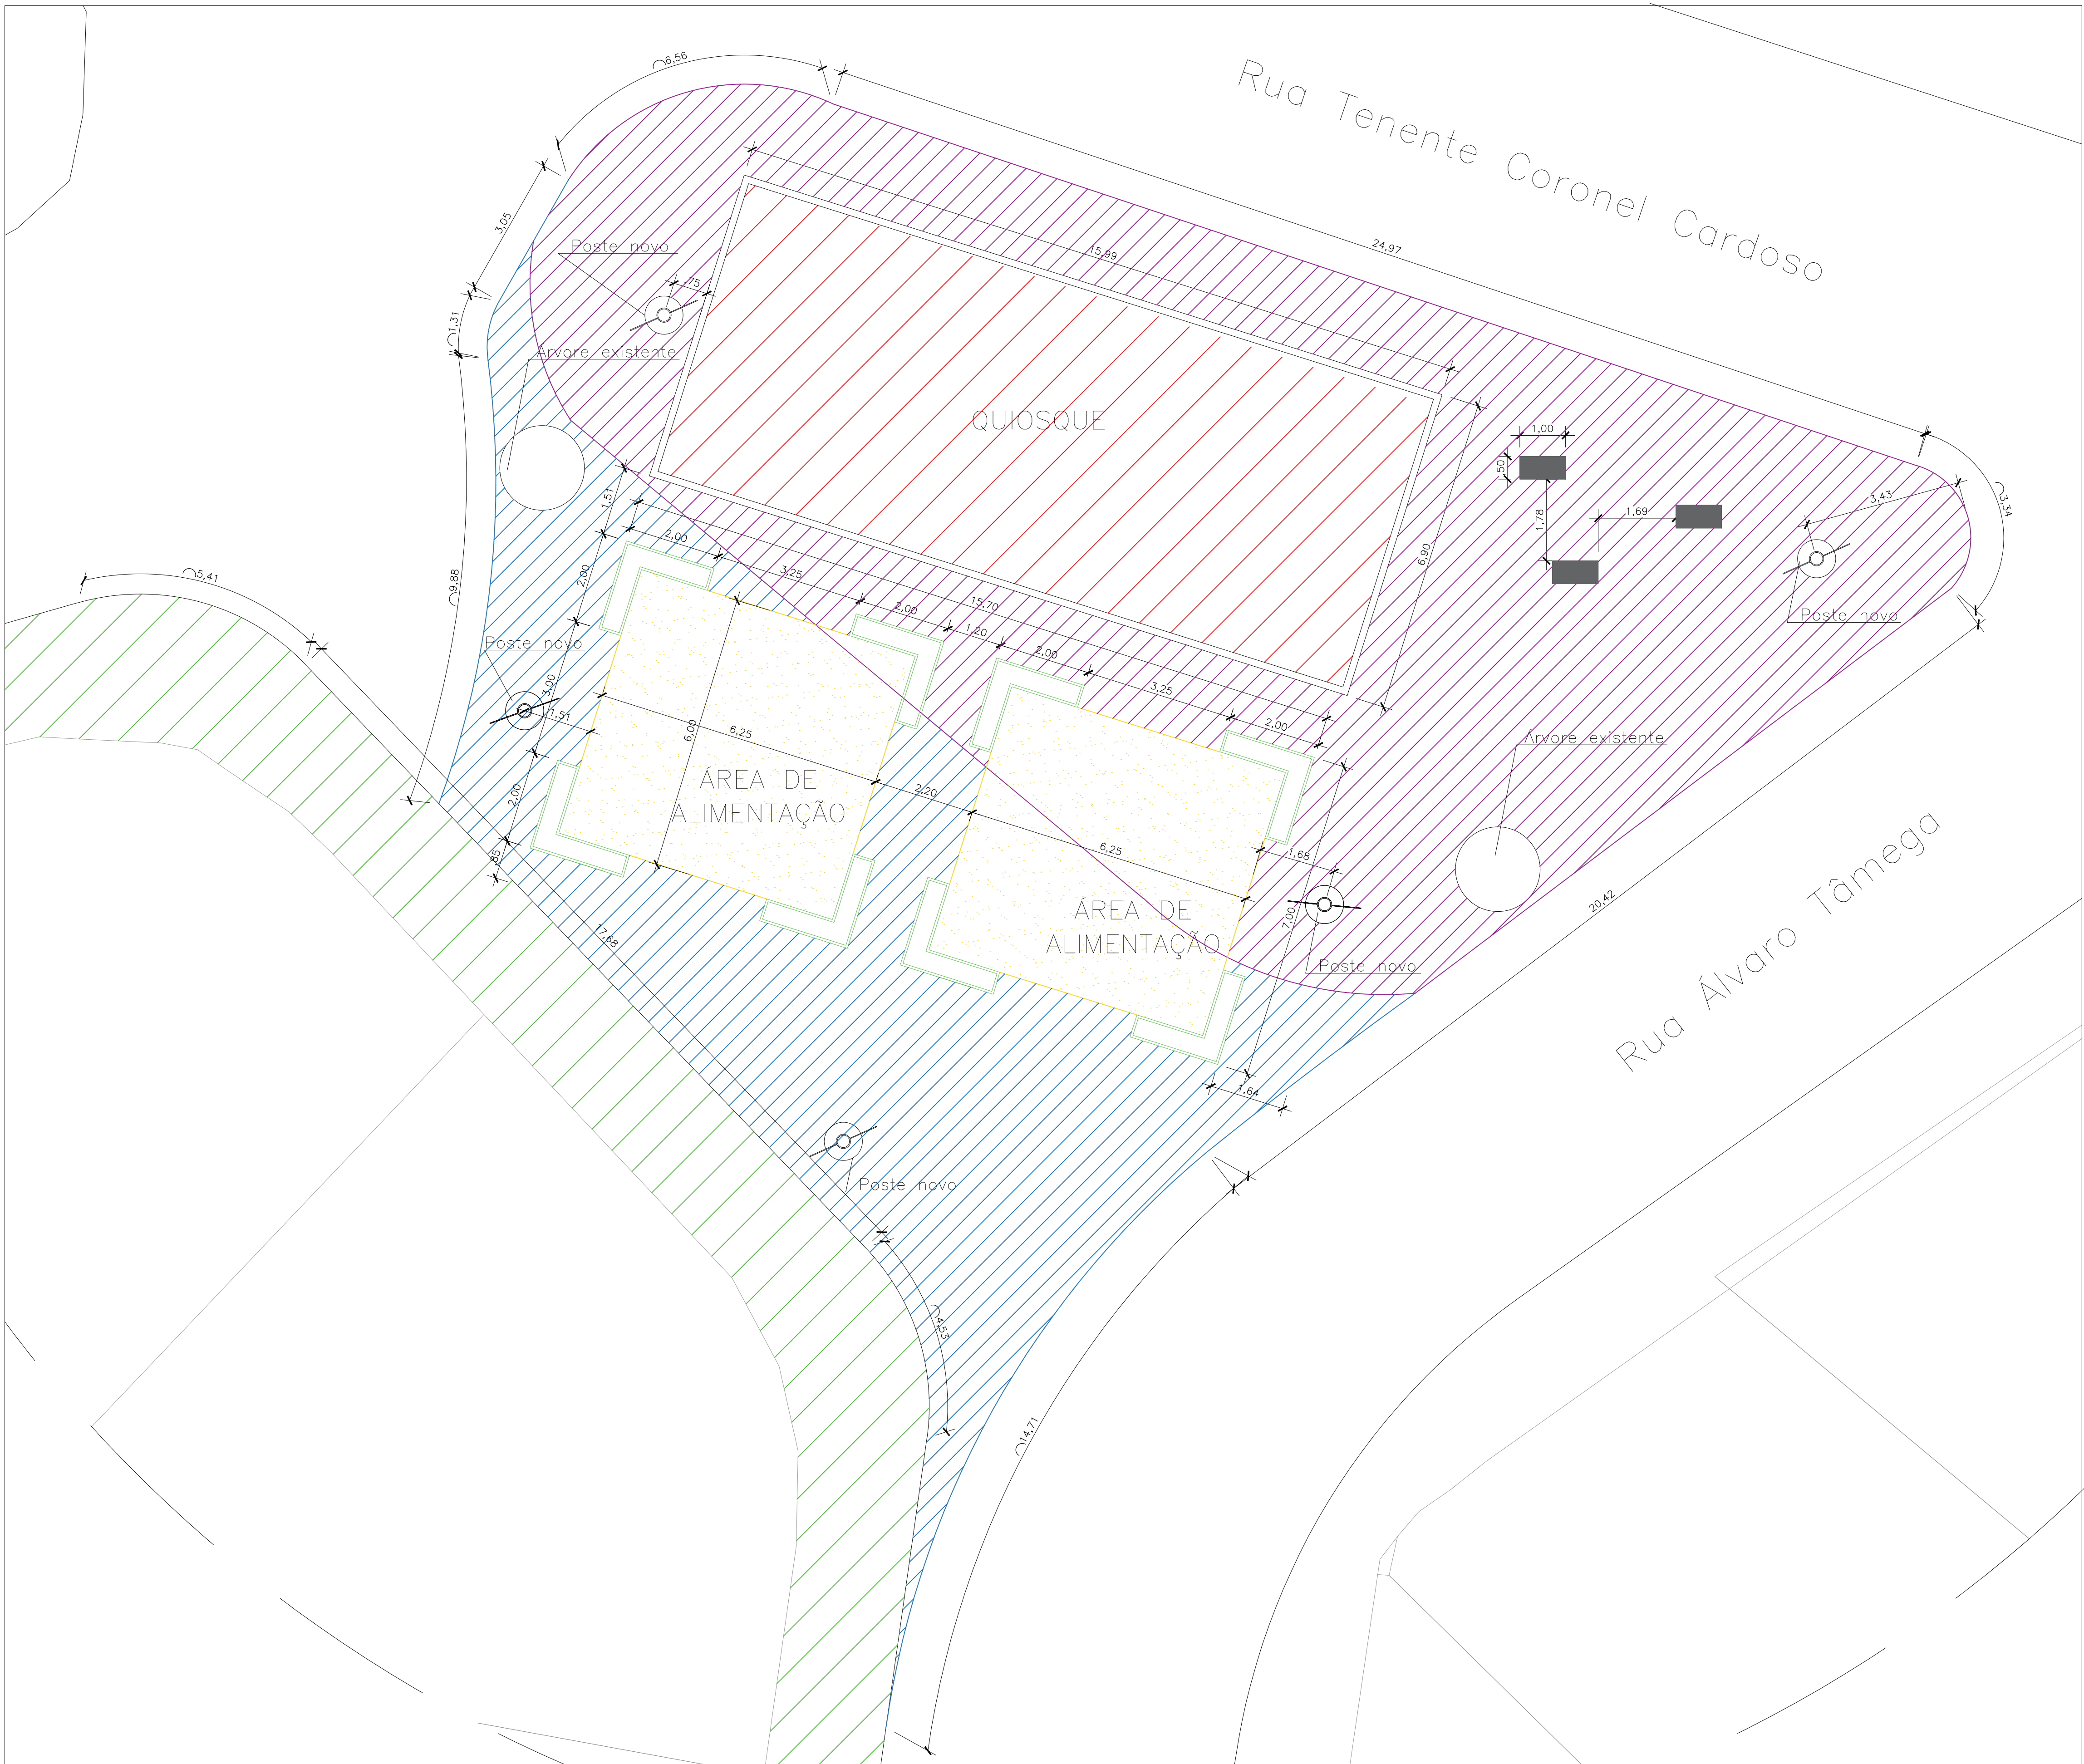 6,56
Rua Tenente Coronel Cardoso
3,05
24,97
Poste novo
15,99
,75
1,31
Árvore existente
QUIOSQUE
1,00
,50
3,43
3,34
1,51
1,78
1,69
2,00
6,90
3,25
5,41
9,88
2,00
15,70
2,00
1,20
2,00
Poste novo
Poste novo
3,00
3,25
1,51
2,00
6,00
6,25
Árvore existente
ÁREA DE
ALIMENTAÇÃO
2,00
2,20
6,25
,85
1,68
Rua Álvaro Tâmega
ÁREA DE
ALIMENTAÇÃO
7,00
20,42
17,68
Poste novo
1,64
Poste novo
4,53
14,71